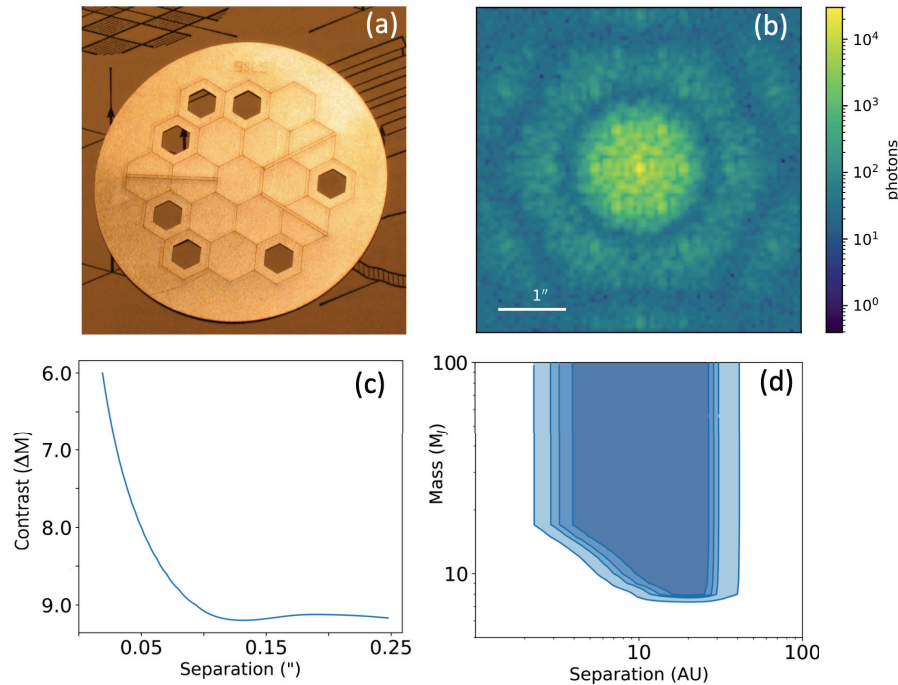 (a)
(b)
10⁴
10³
10²
10¹
10⁰
photons
1″
(c)
6.0
7.0
8.0
9.0
Contrast (ΔM)
0.05
0.15
0.25
Separation (")
(d)
100
10
Mass (M_J)
10
100
Separation (AU)